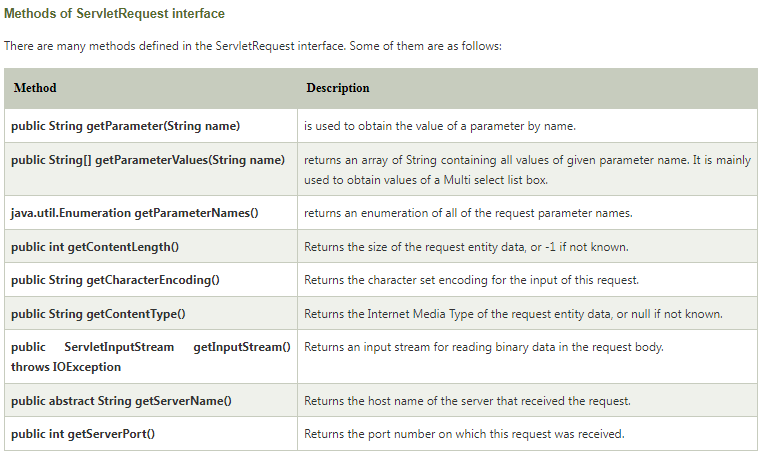 Methods of ServletRequest interface
There are many methods defined in the ServletRequest interface. Some of them are as follows:
Method Description
public String getParameter(String name) is used to obtain the value of a parameter by name.
public String[] getParameterValues(String name) returns an array of String containing all values of given parameter name. It is mainly
used to obtain values of a Multi select list box.
java.util.Enumeration getParameterNames() returns an enumeration of all of the request parameter names.
public int getContentLength() Returns the size of the request entity data, or -1 if not known.
public String getCharacterEncoding() Returns the character set encoding for the input of this request.
public String getContentType() Returns the Internet Media Type of the request entity data, or null if not known.
public ServletInputStream getInputStream() Returns an input stream for reading binary data in the request body.
throws IOException
public abstract String getServerName() Returns the host name of the server that received the request.
public int getServerPort() Returns the port number on which this request was received.